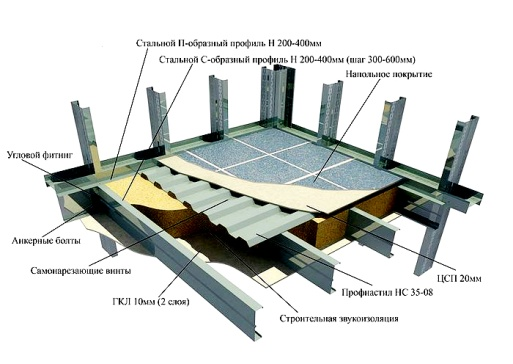 Стальной П-образный профиль Н 200-400мм
Стальной С-образный профиль Н 200-400мм (шаг 300-600мм)
Напольное покрытие
Угловой фитинг
Анкерные болты
Самонарезающие винты
ГКЛ 10мм (2 слоя)
ЦСП 20мм
Профнастил НС 35-08
Строительная звукоизоляция